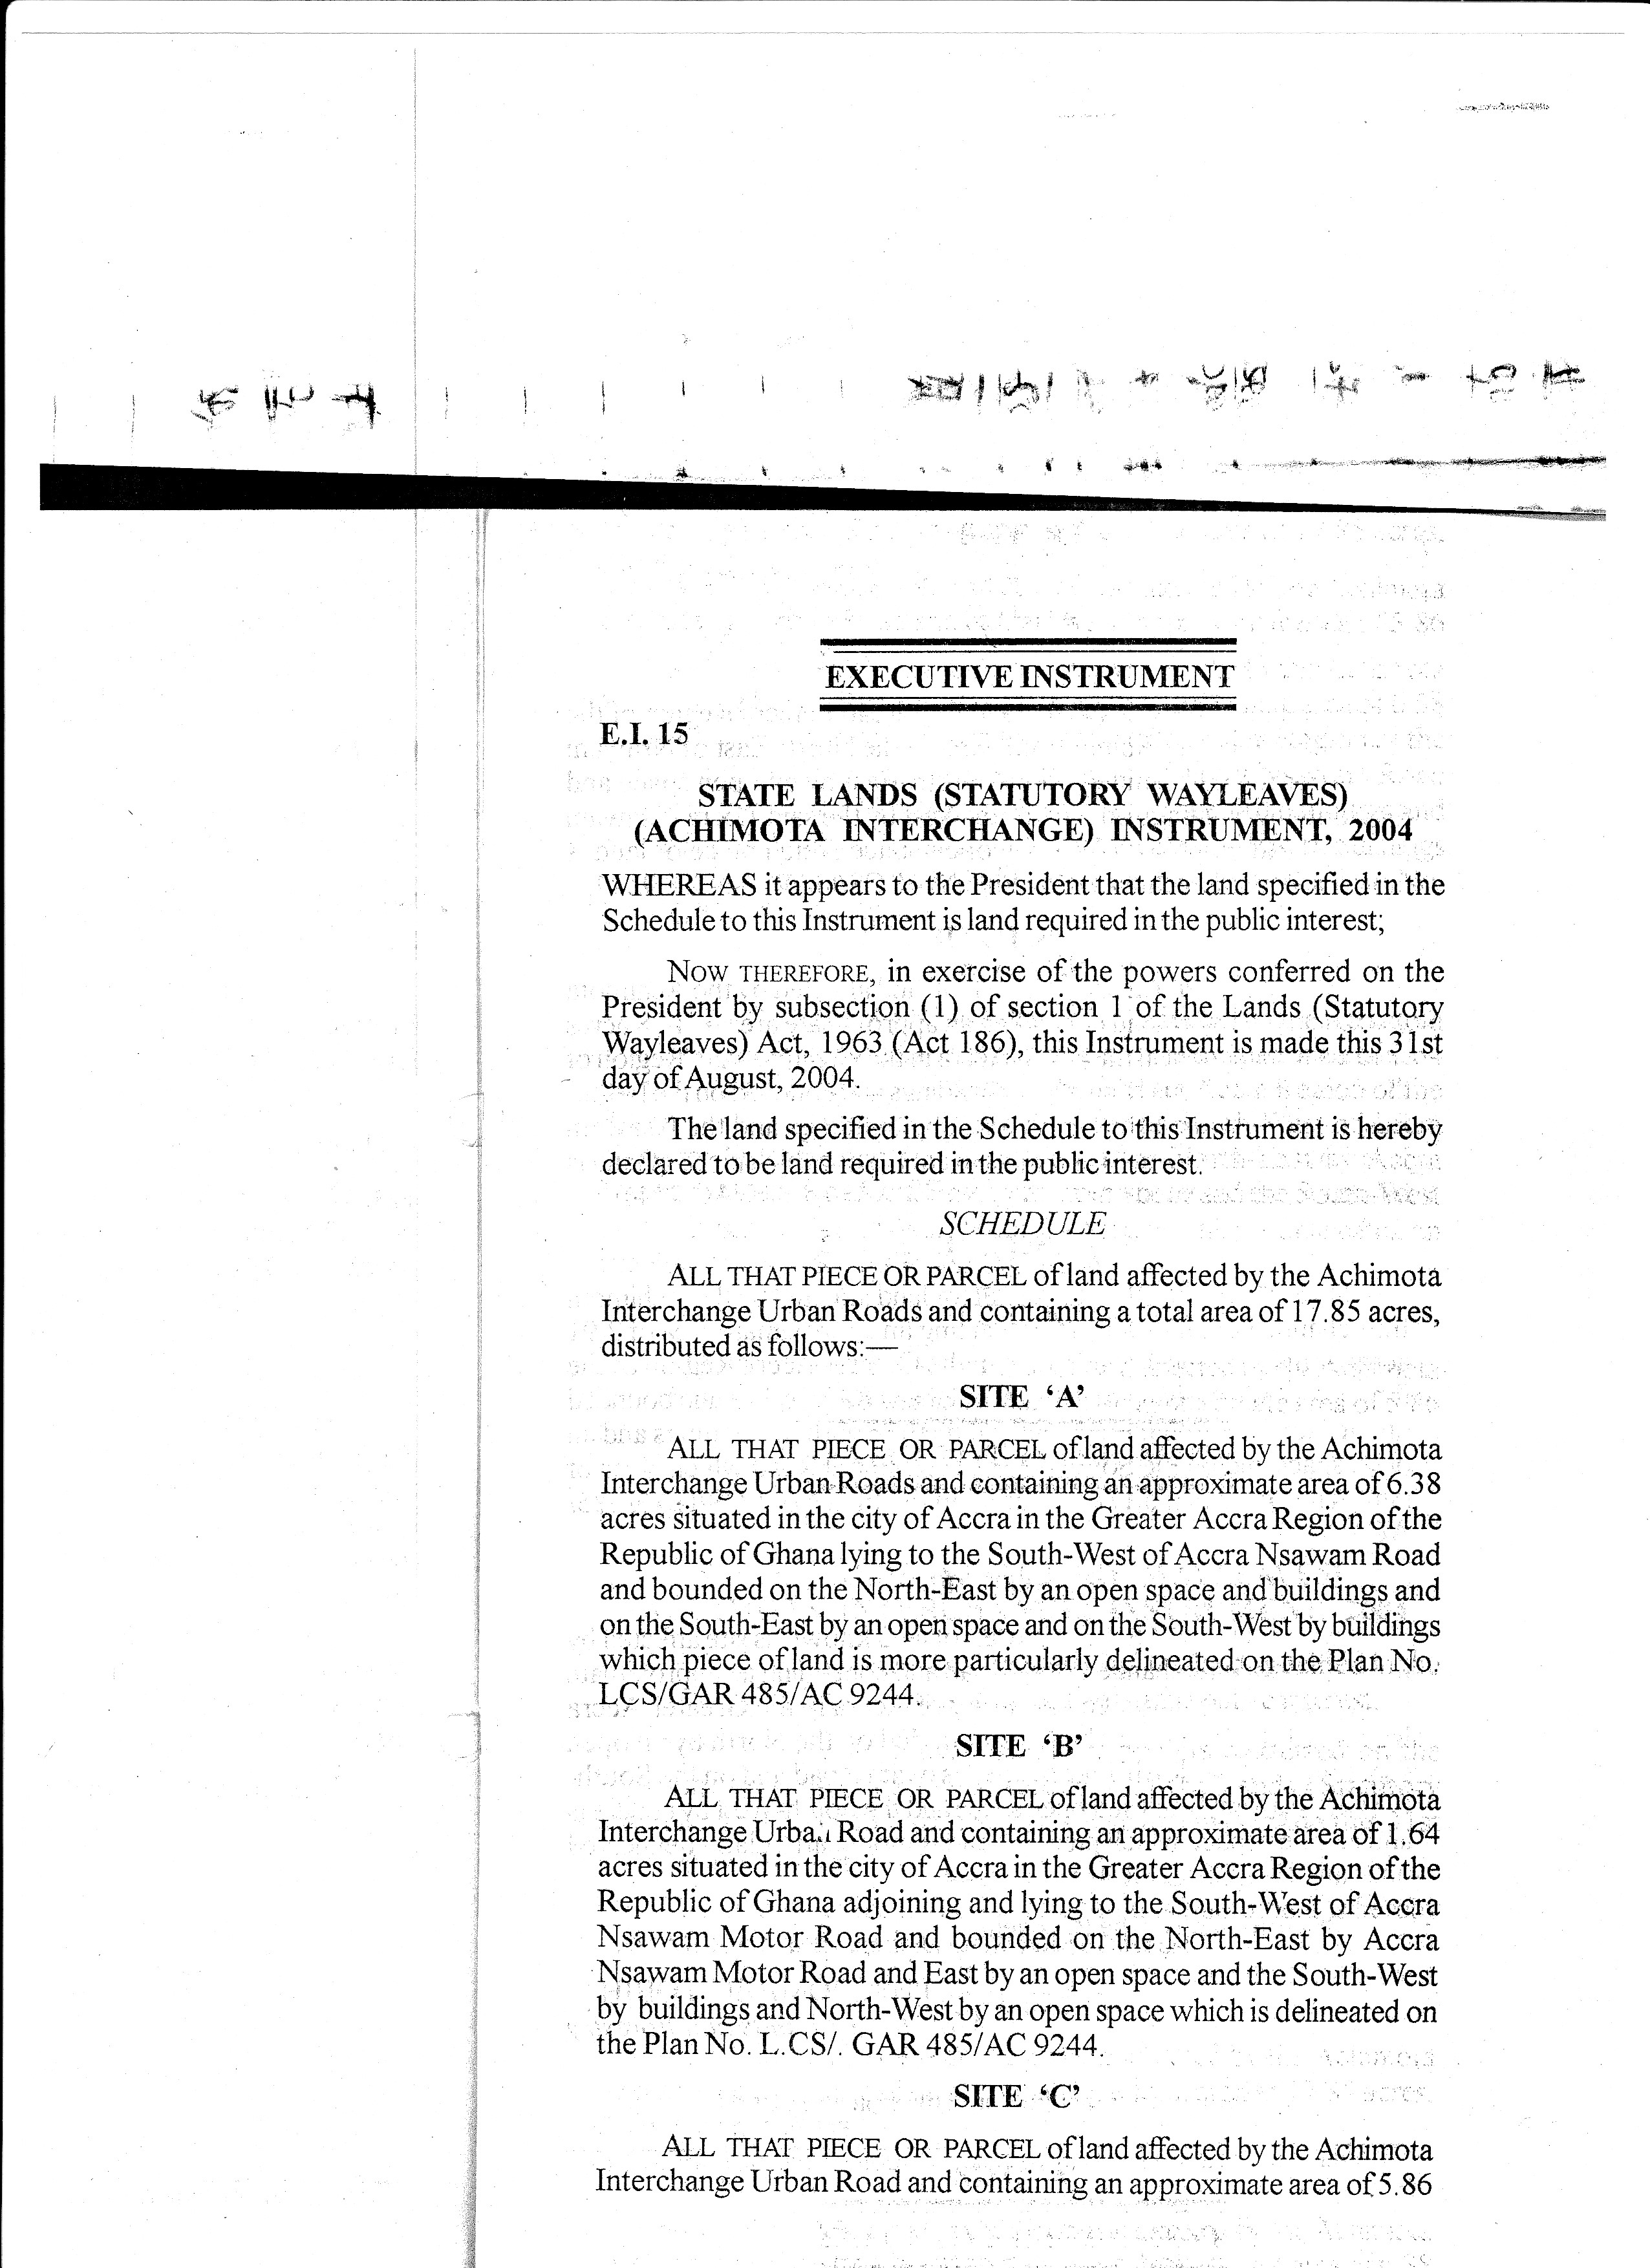 EXECUTIVE INSTRUMENT
E.I. 15
STATE LANDS (STATUTORY WAYLEAVES)
(ACHIMOTA INTERCHANGE) INSTRUMENT, 2004
WHEREAS it appears to the President that the land specified in the
Schedule to this Instrument is land required in the public interest;
NOW THEREFORE, in exercise of the powers conferred on the
President by subsection (1) of section 1 of the Lands (Statutory
Wayleaves) Act, 1963 (Act 186), this Instrument is made this 31st
day of August, 2004.
The land specified in the Schedule to this Instrument is hereby
declared to be land required in the public interest.
SCHEDULE
ALL THAT PIECE OR PARCEL of land affected by the Achimota
Interchange Urban Roads and containing a total area of 17.85 acres,
distributed as follows:—
SITE ‘A’
ALL THAT PIECE OR PARCEL of land affected by the Achimota
Interchange Urban Roads and containing an approximate area of 6.38
acres situated in the city of Accra in the Greater Accra Region of the
Republic of Ghana lying to the South-West of Accra Nsawam Road
and bounded on the North-East by an open space and buildings and
on the South-East by an open space and on the South-West by buildings
which piece of land is more particularly delineated on the Plan No.
LCS/GAR 485/AC 9244.
SITE ‘B’
ALL THAT PIECE OR PARCEL of land affected by the Achimota
Interchange Urban Road and containing an approximate area of 1.64
acres situated in the city of Accra in the Greater Accra Region of the
Republic of Ghana adjoining and lying to the South-West of Accra
Nsawam Motor Road and bounded on the North-East by Accra
Nsawam Motor Road and East by an open space and the South-West
by buildings and North-West by an open space which is delineated on
the Plan No. L.CS/. GAR 485/AC 9244.
SITE ‘C’
ALL THAT PIECE OR PARCEL of land affected by the Achimota
Interchange Urban Road and containing an approximate area of 5.86